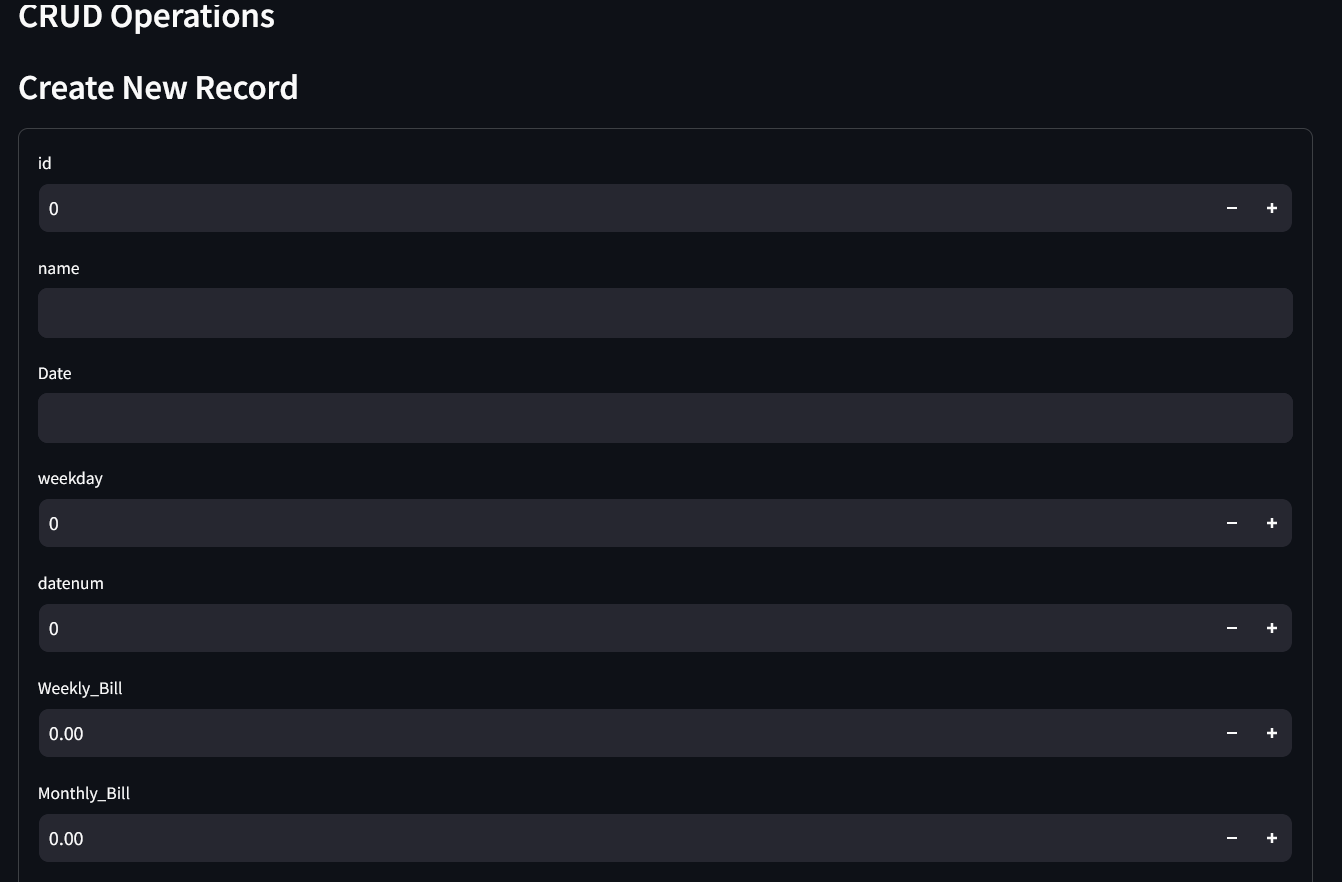 CRUD Operations
Create New Record
id
0
name
Date
weekday
0
datenum
0
Weekly_Bill
0.00
Monthly_Bill
0.00